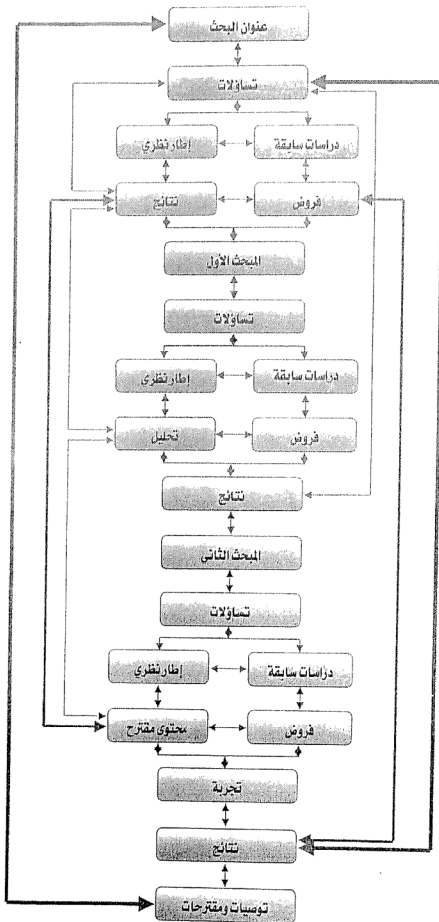 عنوان البحث
تساؤلات
دراسات سابقة
إطار نظري
فروض
نتائج
المبحث الأول
تساؤلات
دراسات سابقة
إطار نظري
فروض
تحليل
نتائج
المبحث الثانى
تساؤلات
دراسات سابقة
إطار نظري
فروض
محتوى مقترح
تجربة
نتائج
توصيات ومقترحات